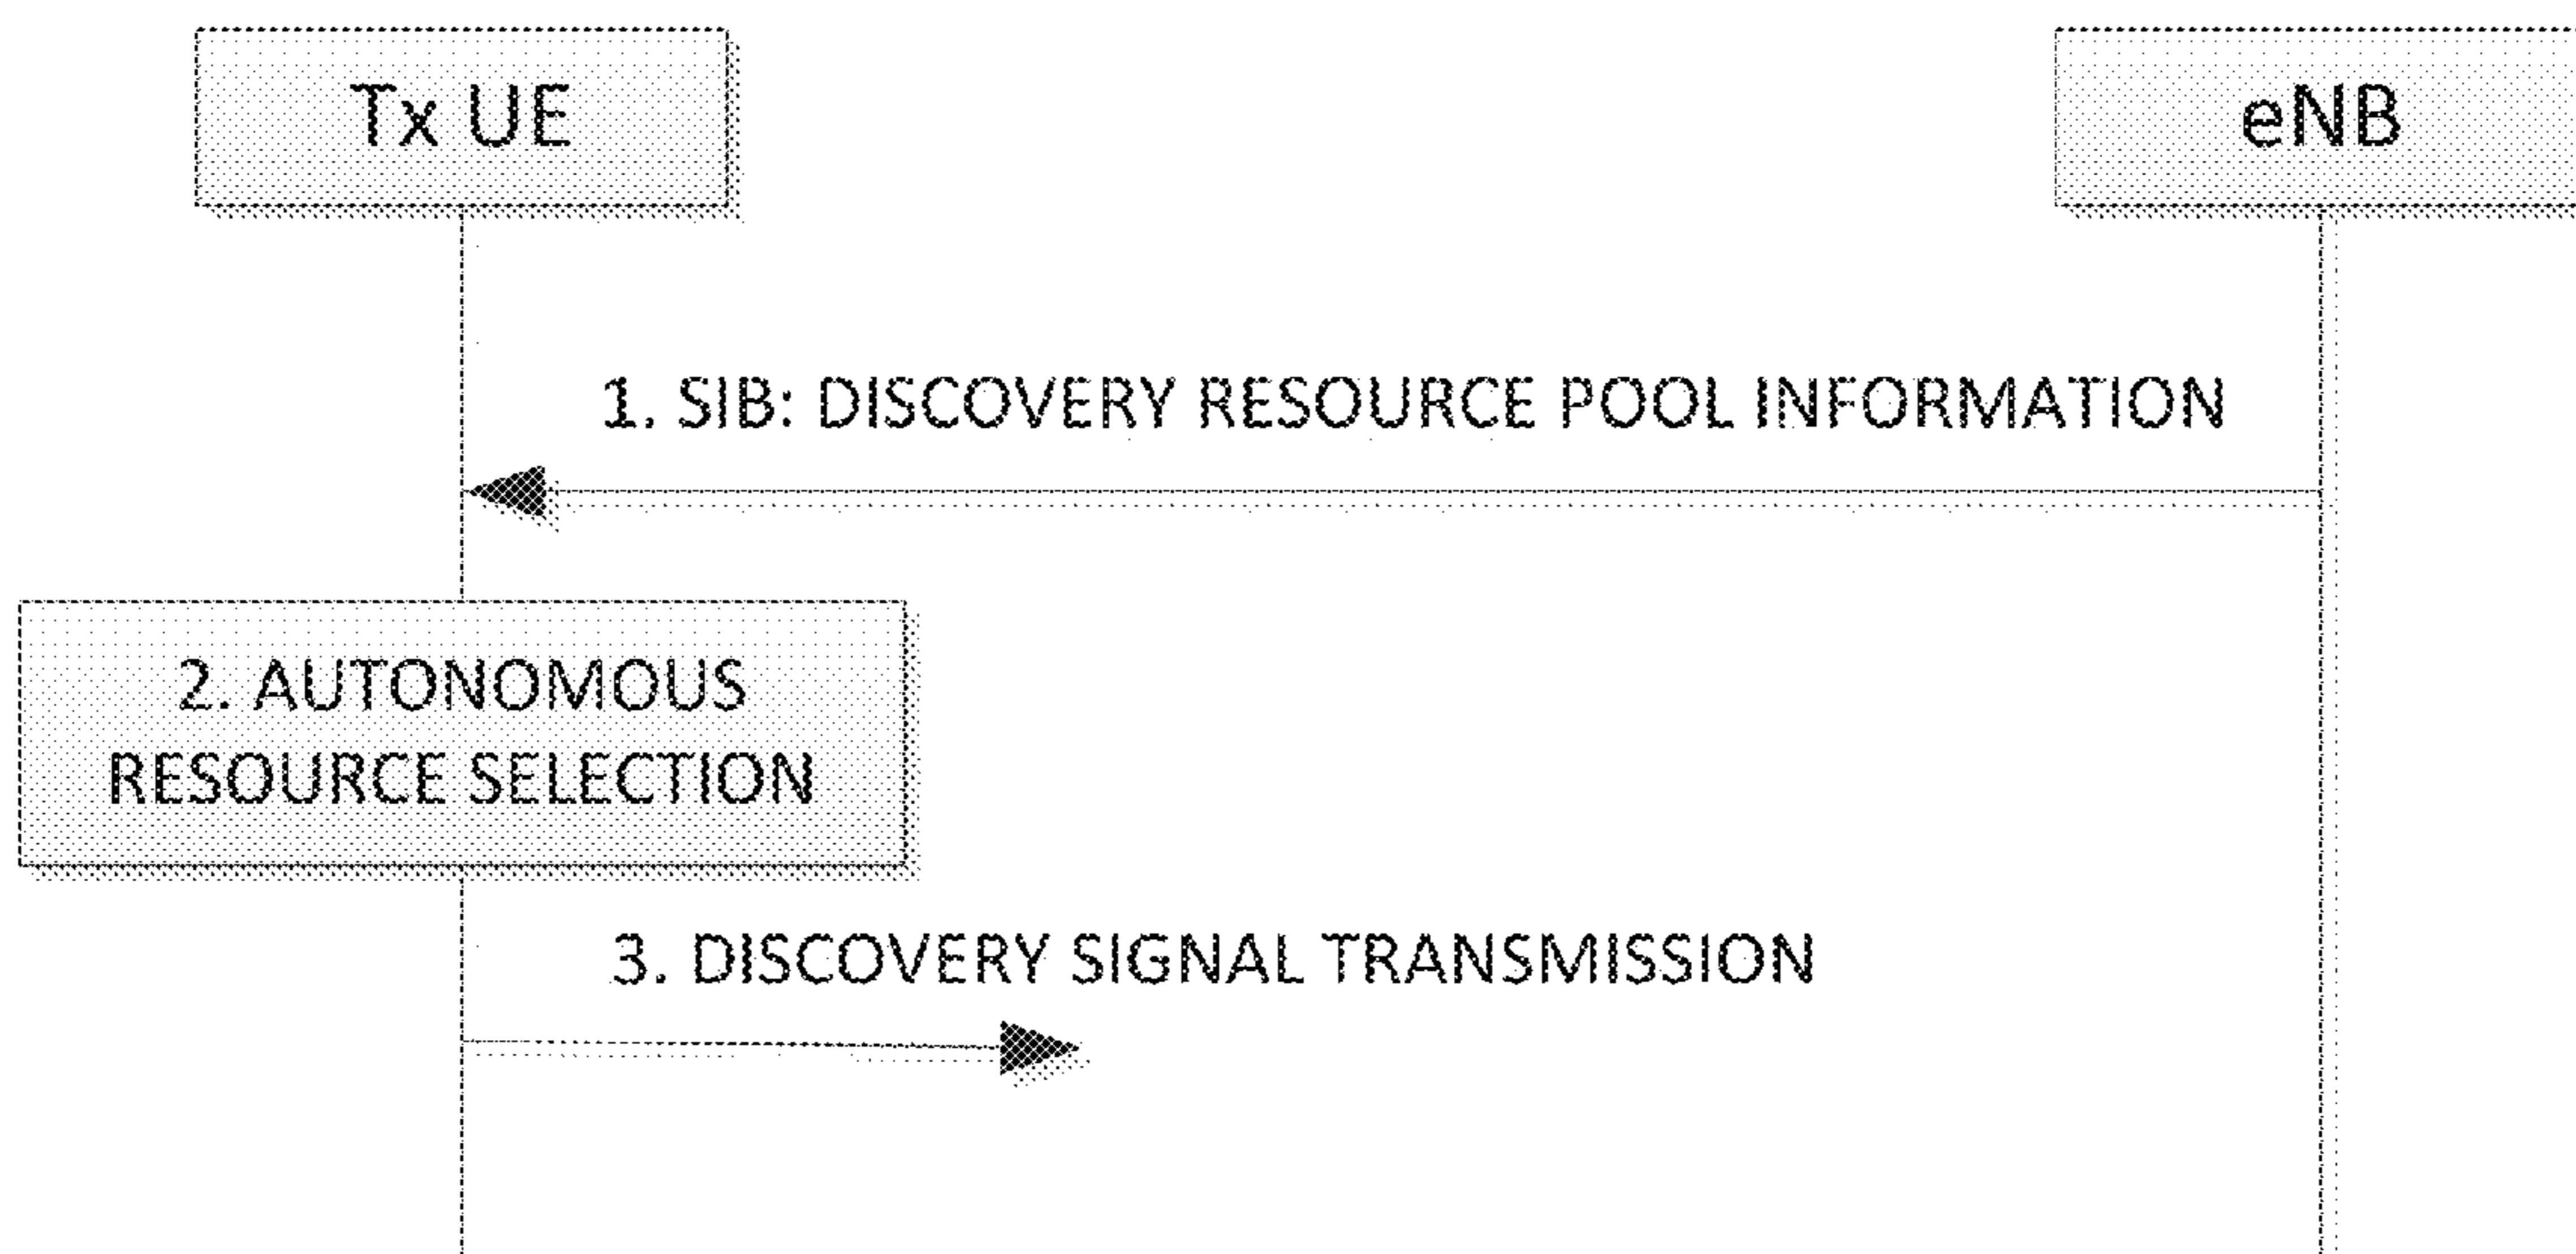 Tx UE
eNB
1. SIB: DISCOVERY RESOURCE POOL INFORMATION
2. AUTONOMOUS
RESOURCE SELECTION
3. DISCOVERY SIGNAL TRANSMISSION